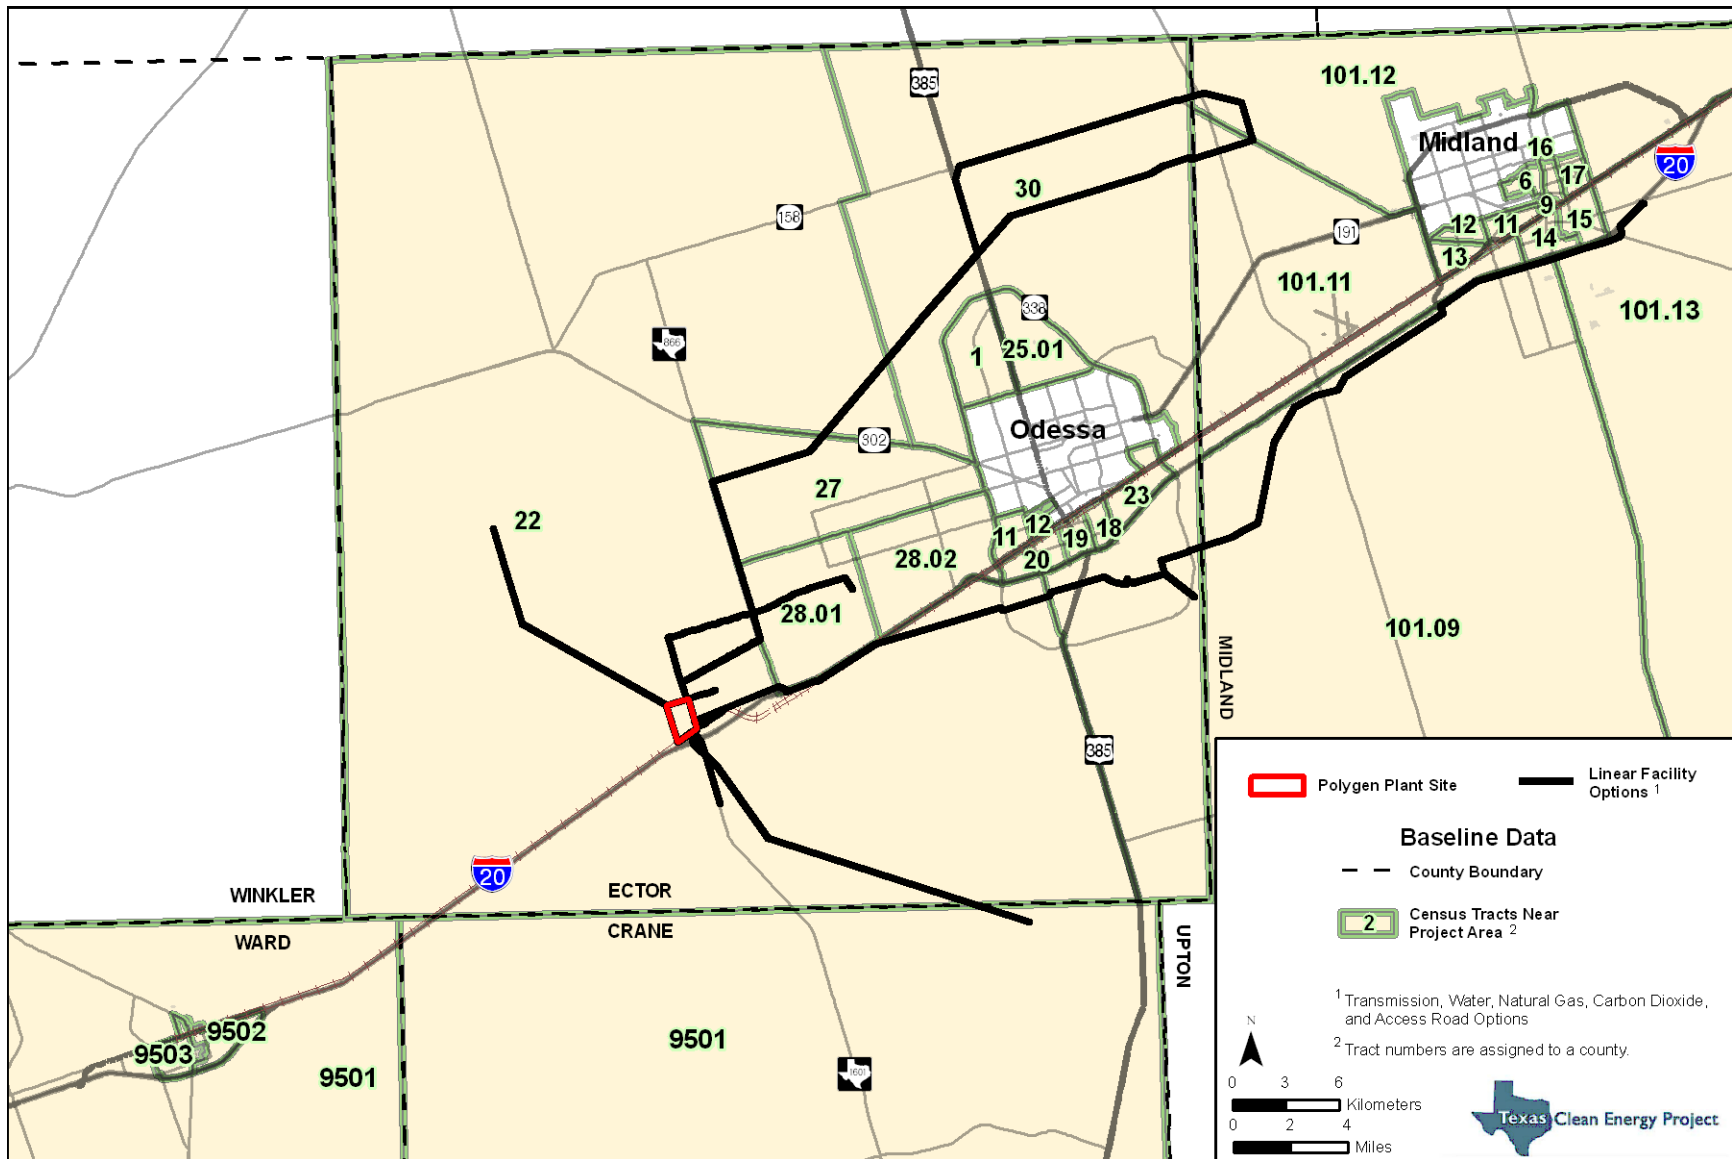 385
101.12
Midland
16
20
6
17
30
9
158
12
11
15
191
14
13
101.11
338
101.13
866
1
25.01
Odessa
302
27
23
22
12
11
19
18
28.02
20
28.01
101.09
MIDLAND
385
20
WINKLER
ECTOR
WARD
CRANE
UPTON
9502
9503
9501
9501
1601
Polygen Plant Site
Linear Facility
Options 1
Baseline Data
County Boundary
2
Census Tracts Near
Project Area 2
1 Transmission, Water, Natural Gas, Carbon Dioxide,
and Access Road Options
2 Tract numbers are assigned to a county.
N
0 3 6
Kilometers
0 2 4
Miles
Texas Clean Energy Project